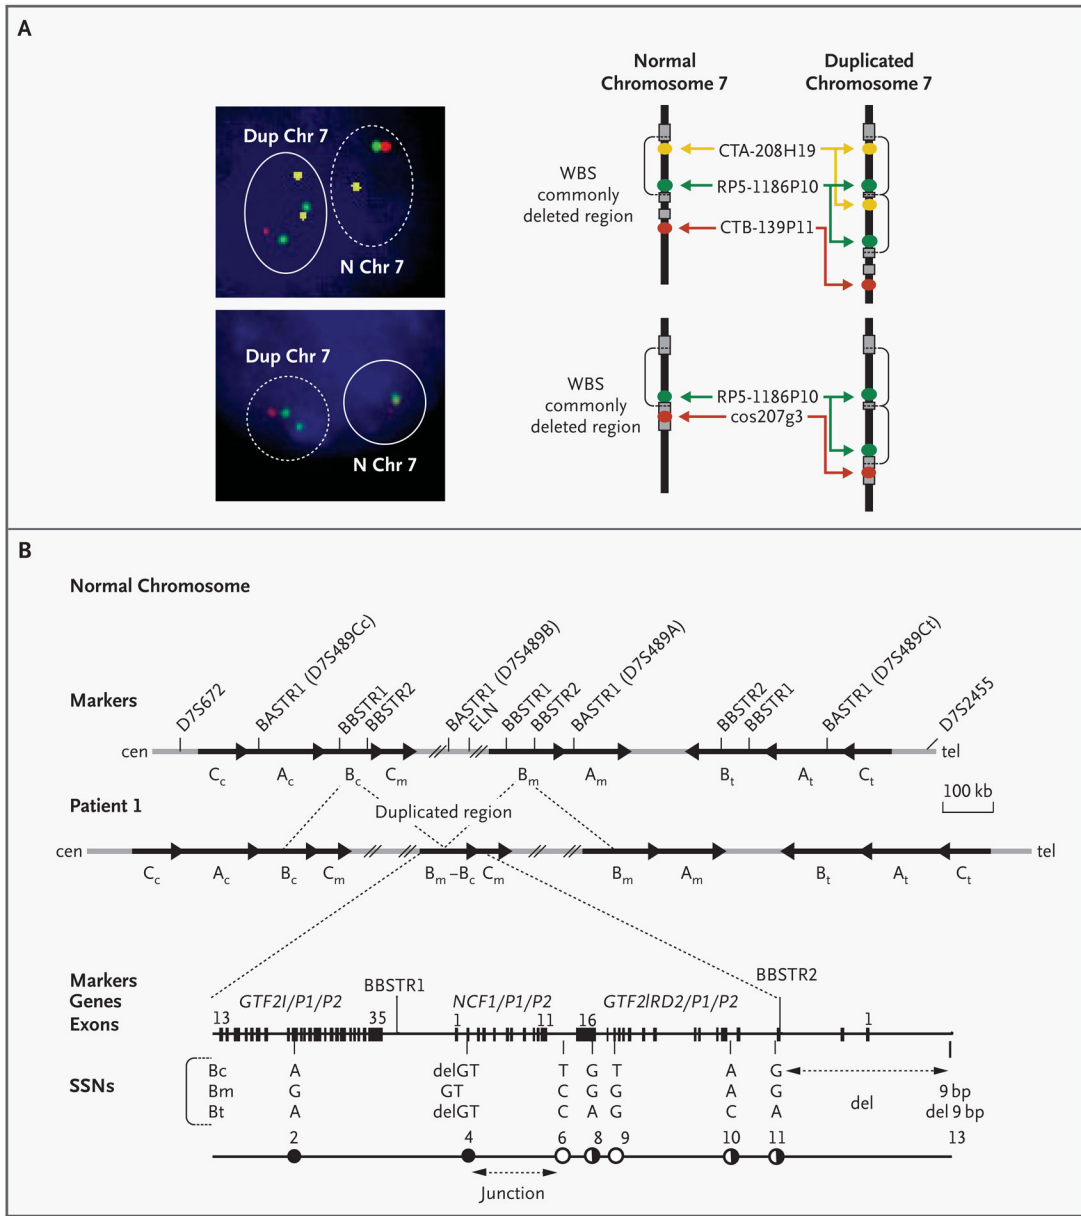 A
Normal
Chromosome 7
Duplicated
Chromosome 7
Dup Chr 7
N Chr 7
WBS
commonly
deleted region
CTA-208H19
RP5-1186P10
CTB-139P11
Dup Chr 7
N Chr 7
WBS
commonly
deleted region
RP5-1186P10
cos207g3
B
Normal Chromosome
Markers
D7S672
BASTR1 (D7S489Cc)
BBSTR1
BBSTR2
BASTR1 (D7S489B)
ELN
BBSTR1
BBSTR2
BASTR1 (D7S489A)
BBSTR2
BBSTR1
BASTR1 (D7S489Ct)
D7S2455
cen tel
Cc Ac Bc Cm Bm Am Bt At Ct
100 kb
Patient 1
Duplicated region
cen tel
Cc Ac Bc Cm Bm–Bc Cm Bm Am Bt At Ct
Markers BBSTR1 BBSTR2
Genes GTF2I/P1/P2 NCF1/P1/P2 GTF2IRD2/P1/P2
Exons 13 35 1 11 16 1
SSNs
Bc A delGT T G T A G
Bm G GT C G G A G del 9 bp
Bt A delGT C A G C A del 9 bp
2 4 6 8 9 10 11 13
Junction